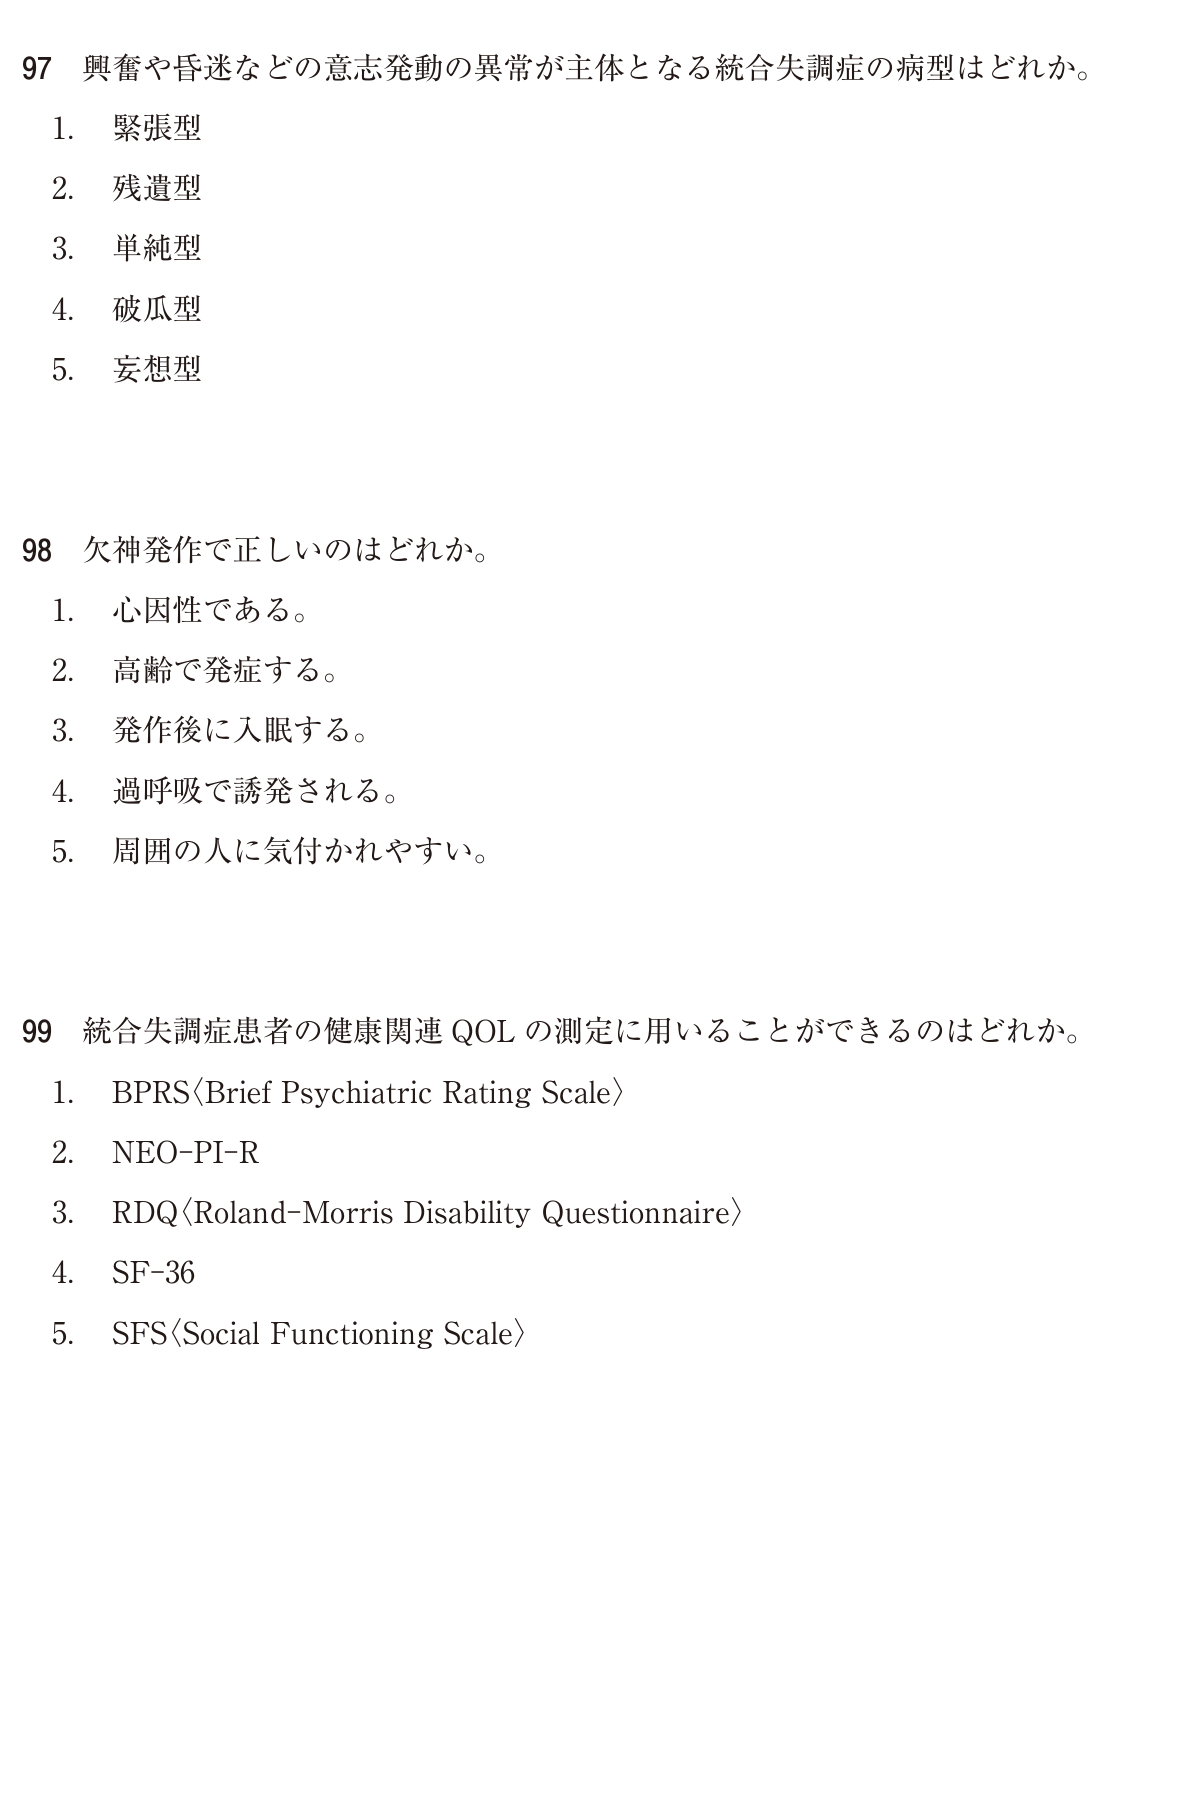 97 興奮や昏迷などの意志発動の異常が主体となる統合失調症の病型はどれか。
1. 緊張型
2. 残遺型
3. 単純型
4. 破瓜型
5. 妄想型
98 欠神発作で正しいのはどれか。
1. 心因性である。
2. 高齢で発症する。
3. 発作後に入眠する。
4. 過呼吸で誘発される。
5. 周囲の人に気付かれやすい。
99 統合失調症患者の健康関連 QOL の測定に用いることができるのはどれか。
1. BPRS〈Brief Psychiatric Rating Scale〉
2. NEO-PI-R
3. RDQ〈Roland-Morris Disability Questionnaire〉
4. SF-36
5. SFS〈Social Functioning Scale〉